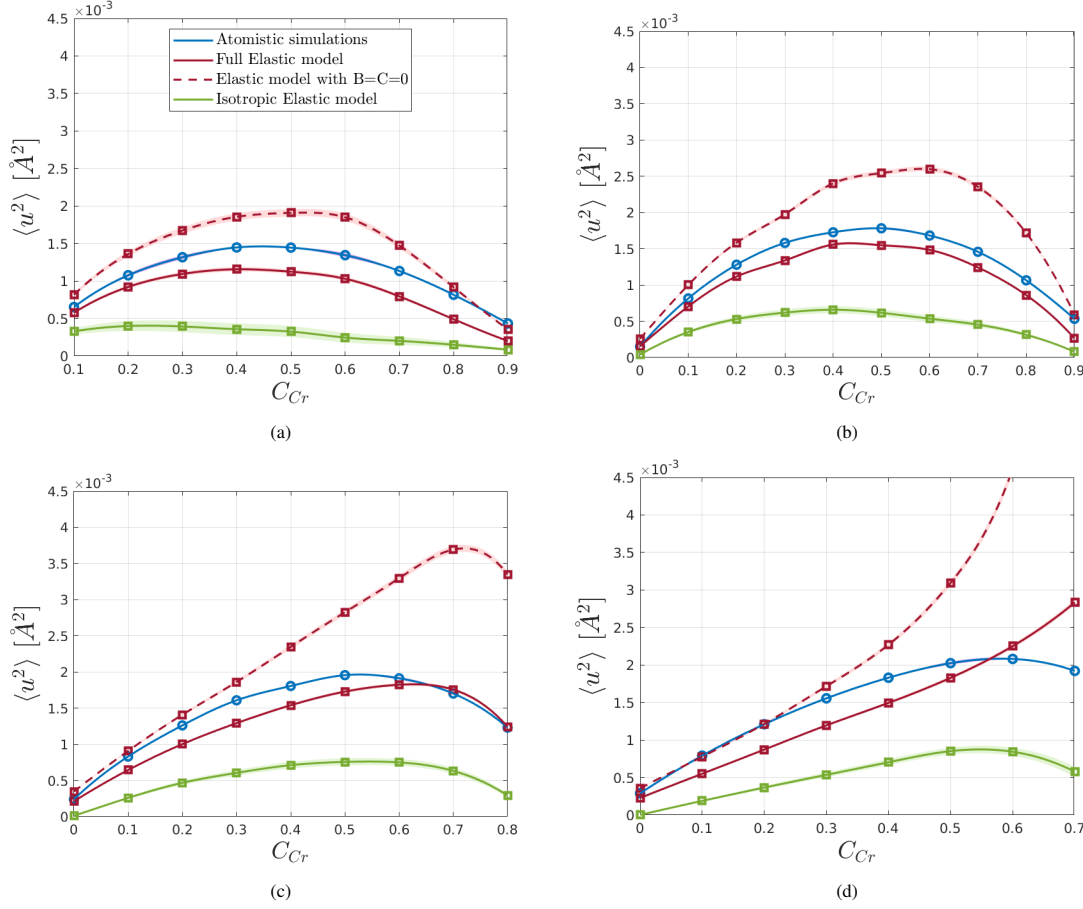 ×10⁻³
4.5
4
3.5
3
2.5
2
1.5
1
0.5
0
⟨u²⟩ [Å²]
Atomistic simulations
Full Elastic model
Elastic model with B=C=0
Isotropic Elastic model
0.1 0.2 0.3 0.4 0.5 0.6 0.7 0.8 0.9
C_Cr
(a)
×10⁻³
4.5
4
3.5
3
2.5
2
1.5
1
0.5
0
⟨u²⟩ [Å²]
0 0.1 0.2 0.3 0.4 0.5 0.6 0.7 0.8 0.9
C_Cr
(b)
×10⁻³
4.5
4
3.5
3
2.5
2
1.5
1
0.5
0
⟨u²⟩ [Å²]
0 0.1 0.2 0.3 0.4 0.5 0.6 0.7 0.8
C_Cr
(c)
×10⁻³
4.5
4
3.5
3
2.5
2
1.5
1
0.5
0
⟨u²⟩ [Å²]
0 0.1 0.2 0.3 0.4 0.5 0.6 0.7
C_Cr
(d)